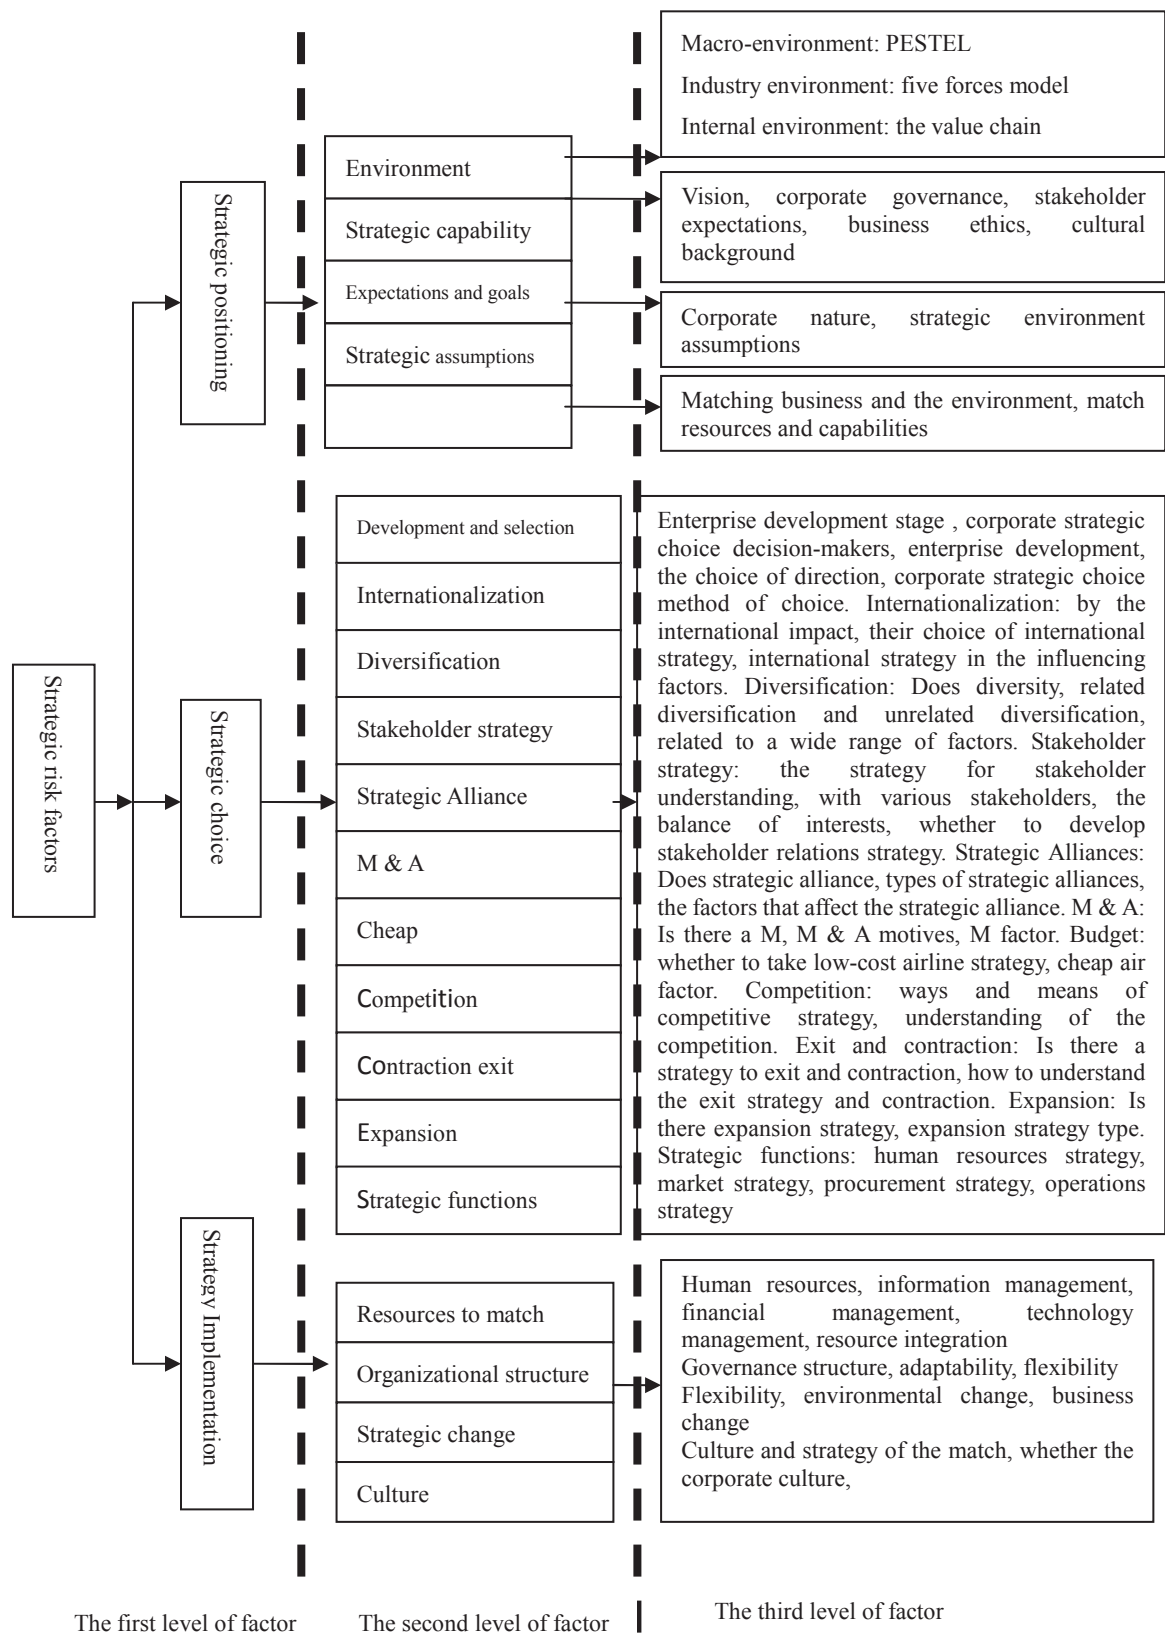 Strategic risk factors
Strategic positioning
Strategic choice
Strategy Implementation
Environment
Strategic capability
Expectations and goals
Strategic assumptions
Development and selection
Internationalization
Diversification
Stakeholder strategy
Strategic Alliance
M & A
Cheap
Competition
Contraction exit
Expansion
Strategic functions
Resources to match
Organizational structure
Strategic change
Culture
Macro-environment: PESTEL
Industry environment: five forces model
Internal environment: the value chain
Vision, corporate governance, stakeholder
expectations, business ethics, cultural
background
Corporate nature, strategic environment
assumptions
Matching business and the environment, match
resources and capabilities
Enterprise development stage , corporate strategic
choice decision-makers, enterprise development,
the choice of direction, corporate strategic choice
method of choice. Internationalization: by the
international impact, their choice of international
strategy, international strategy in the influencing
factors. Diversification: Does diversity, related
diversification and unrelated diversification,
related to a wide range of factors. Stakeholder
strategy: the strategy for stakeholder
understanding, with various stakeholders, the
balance of interests, whether to develop
stakeholder relations strategy. Strategic Alliances:
Does strategic alliance, types of strategic alliances,
the factors that affect the strategic alliance. M & A:
Is there a M, M & A motives, M factor. Budget:
whether to take low-cost airline strategy, cheap air
factor. Competition: ways and means of
competitive strategy, understanding of the
competition. Exit and contraction: Is there a
strategy to exit and contraction, how to understand
the exit strategy and contraction. Expansion: Is
there expansion strategy, expansion strategy type.
Strategic functions: human resources strategy,
market strategy, procurement strategy, operations
strategy
Human resources, information management,
financial management, technology
management, resource integration
Governance structure, adaptability, flexibility
Flexibility, environmental change, business
change
Culture and strategy of the match, whether the
corporate culture,
The first level of factor
The second level of factor
The third level of factor